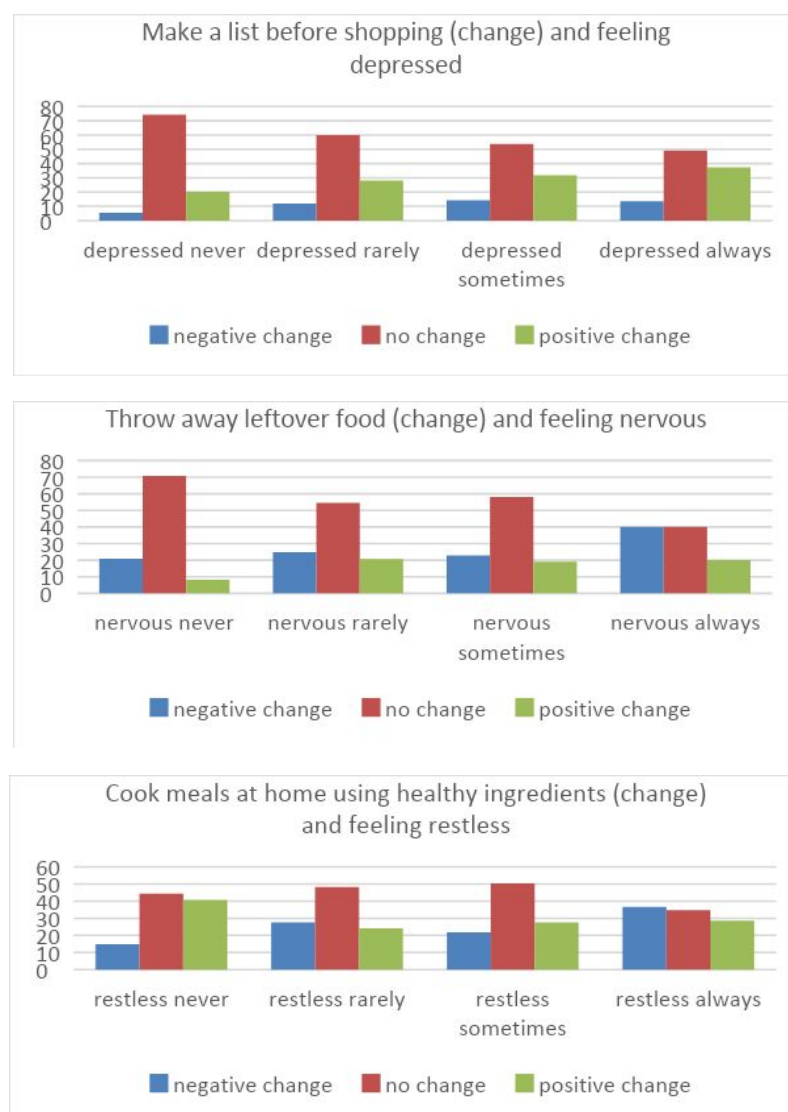 Make a list before shopping (change) and feeling
depressed
80
70
60
50
40
30
20
10
0
depressed never depressed rarely depressed sometimes depressed always
negative change no change positive change
Throw away leftover food (change) and feeling nervous
80
70
60
50
40
30
20
10
0
nervous never nervous rarely nervous sometimes nervous always
negative change no change positive change
Cook meals at home using healthy ingredients (change)
and feeling restless
60
50
40
30
20
10
0
restless never restless rarely restless sometimes restless always
negative change no change positive change